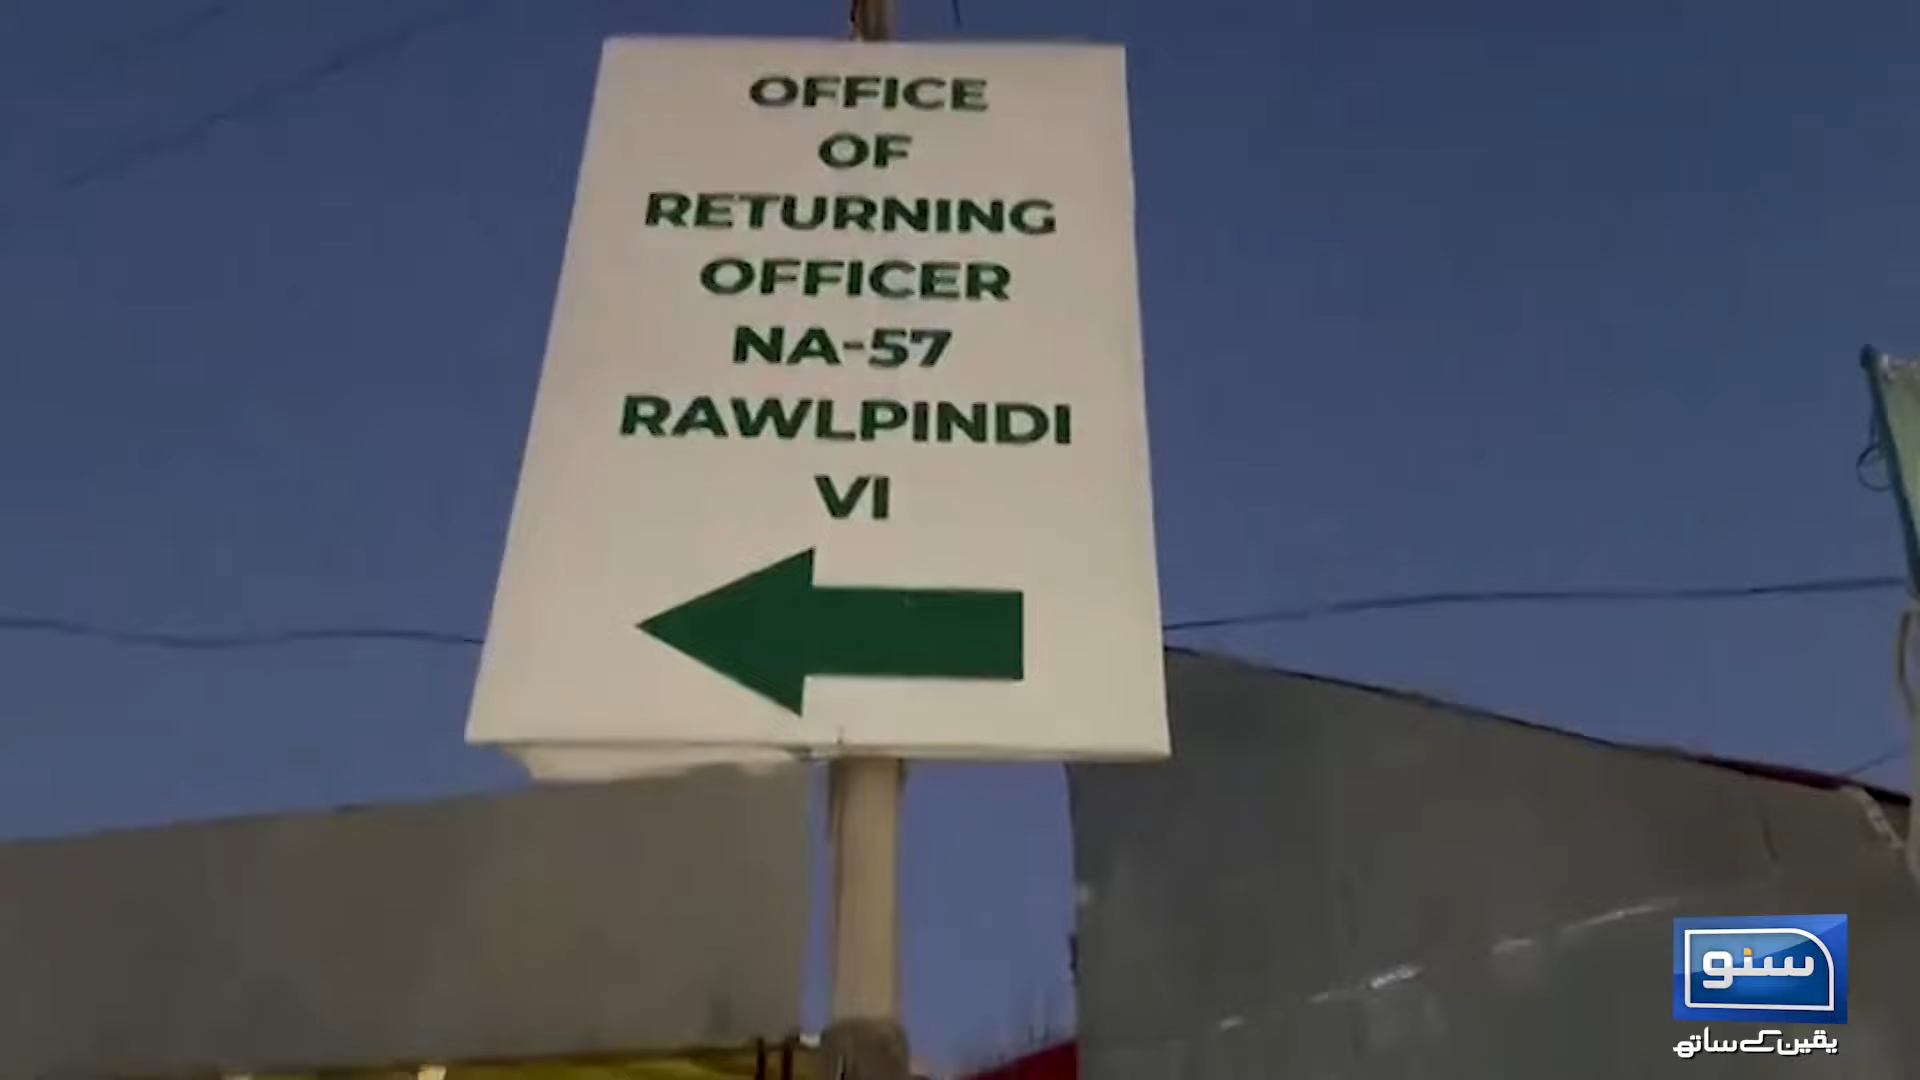 OFFICE
OF
RETURNING
OFFICER
NA-57
RAWLPINDI
VI
سنو
یقین کے ساتھ